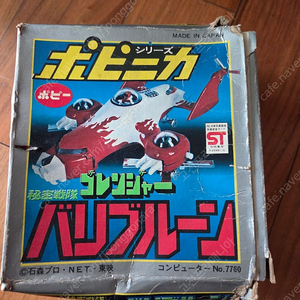 MADE IN JAPAN
シリーズ
ポピニカ
ポピー
ST
秘密戦隊
ゴレンジャー
バリブルーン
©石森プロ・NET・東映
コンピューターNo.7760